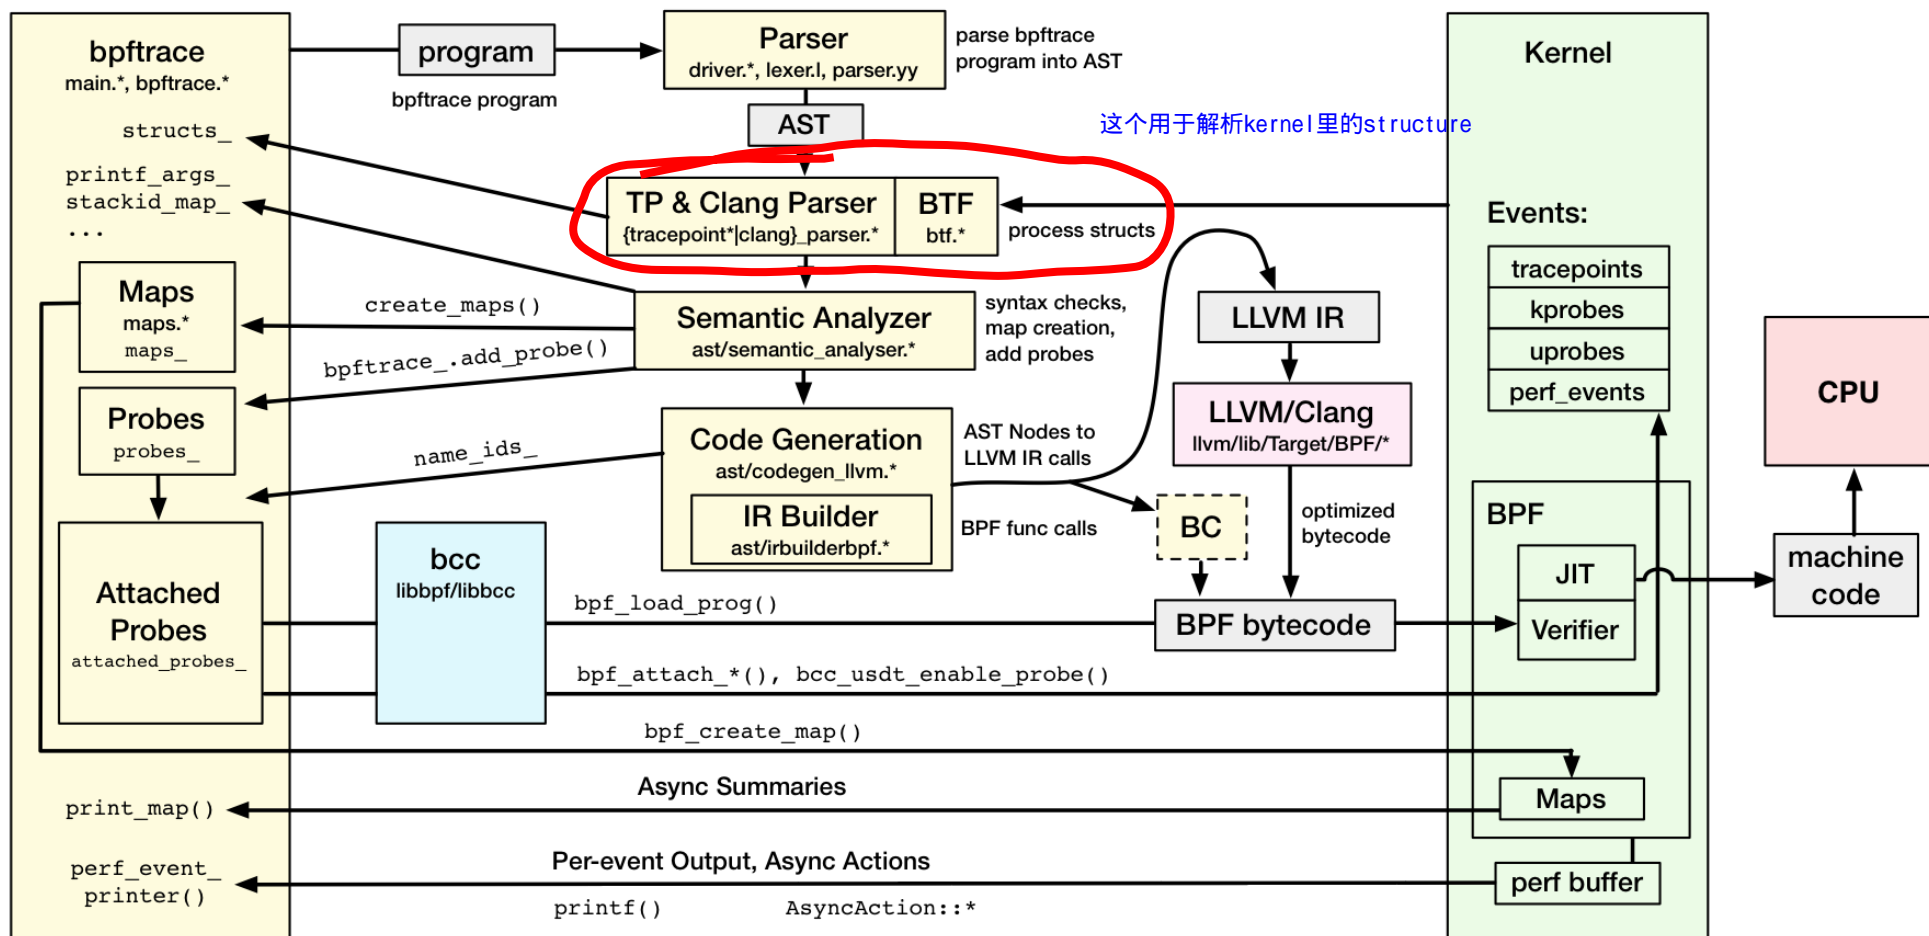 bpftrace
main.*, bpftrace.*
structs_
printf_args_
stackid_map_
...
Maps
maps.*
maps_
Probes
probes_
Attached
Probes
attached_probes_
print_map()
perf_event_
printer()
program
bpftrace program
Parser
driver.*, lexer.l, parser.yy
parse bpftrace
program into AST
AST
这个用于解析kernel里的structure
TP & Clang Parser
{tracepoint*|clang}_parser.*
BTF
btf.*
process structs
create_maps()
Semantic Analyzer
ast/semantic_analyser.*
syntax checks,
map creation,
add probes
bpftrace_.add_probe()
name_ids_
Code Generation
ast/codegen_llvm.*
IR Builder
ast/irbuilderbpf.*
AST Nodes to
LLVM IR calls
BPF func calls
LLVM IR
LLVM/Clang
llvm/lib/Target/BPF/*
optimized
bytecode
BC
BPF bytecode
bcc
libbpf/libbcc
bpf_load_prog()
bpf_attach_*(), bcc_usdt_enable_probe()
bpf_create_map()
Async Summaries
Per-event Output, Async Actions
printf()
AsyncAction::*
Kernel
Events:
tracepoints
kprobes
uprobes
perf_events
BPF
JIT
Verifier
Maps
perf buffer
CPU
machine
code